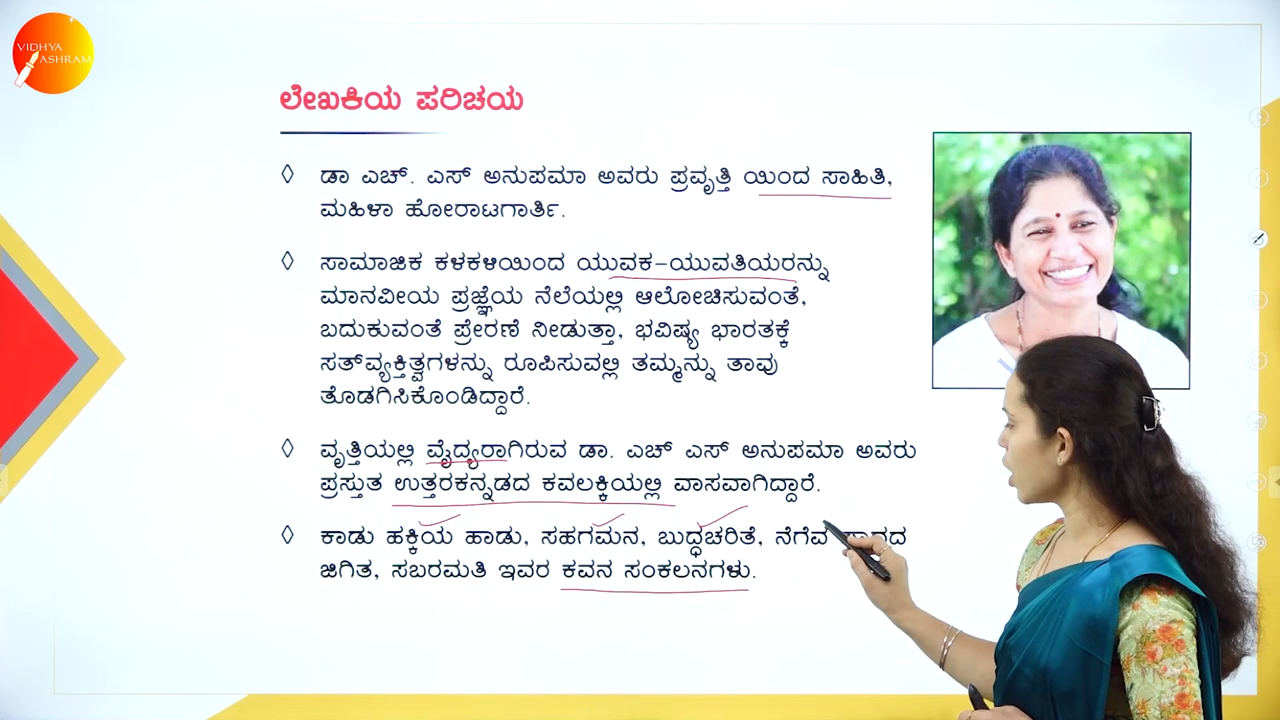 VIDHYA
ASHRAM
ಲೇಖಕಿಯ ಪರಿಚಯ
ಡಾ ಎಚ್. ಎಸ್ ಅನುಪಮಾ ಅವರು ಪ್ರವೃತ್ತಿ ಯಿಂದ ಸಾಹಿತಿ,
ಮಹಿಳಾ ಹೋರಾಟಗಾರ್ತಿ.
ಸಾಮಾಜಿಕ ಕಳಕಳಿಯಿಂದ ಯುವಕ-ಯುವತಿಯರನ್ನು
ಮಾನವೀಯ ಪ್ರಜ್ಞೆಯ ನೆಲೆಯಲ್ಲಿ ಆಲೋಚಿಸುವಂತೆ,
ಬದುಕುವಂತೆ ಪ್ರೇರಣೆ ನೀಡುತ್ತಾ, ಭವಿಷ್ಯ ಭಾರತಕ್ಕೆ
ಸತ್‌ವ್ಯಕ್ತಿತ್ವಗಳನ್ನು ರೂಪಿಸುವಲ್ಲಿ ತಮ್ಮನ್ನು ತಾವು
ತೊಡಗಿಸಿಕೊಂಡಿದ್ದಾರೆ.
ವೃತ್ತಿಯಲ್ಲಿ ವೈದ್ಯರಾಗಿರುವ ಡಾ. ಎಚ್ ಎಸ್ ಅನುಪಮಾ ಅವರು
ಪ್ರಸ್ತುತ ಉತ್ತರಕನ್ನಡದ ಕವಲಕ್ಕಿಯಲ್ಲಿ ವಾಸವಾಗಿದ್ದಾರೆ.
ಕಾಡು ಹಕ್ಕಿಯ ಹಾಡು, ಸಹಗಮನ, ಬುದ್ಧಚರಿತೆ, ನೆಗೆವ
ಜಿಗಿತ, ಸಬರಮತಿ ಇವರ ಕವನ ಸಂಕಲನಗಳು.